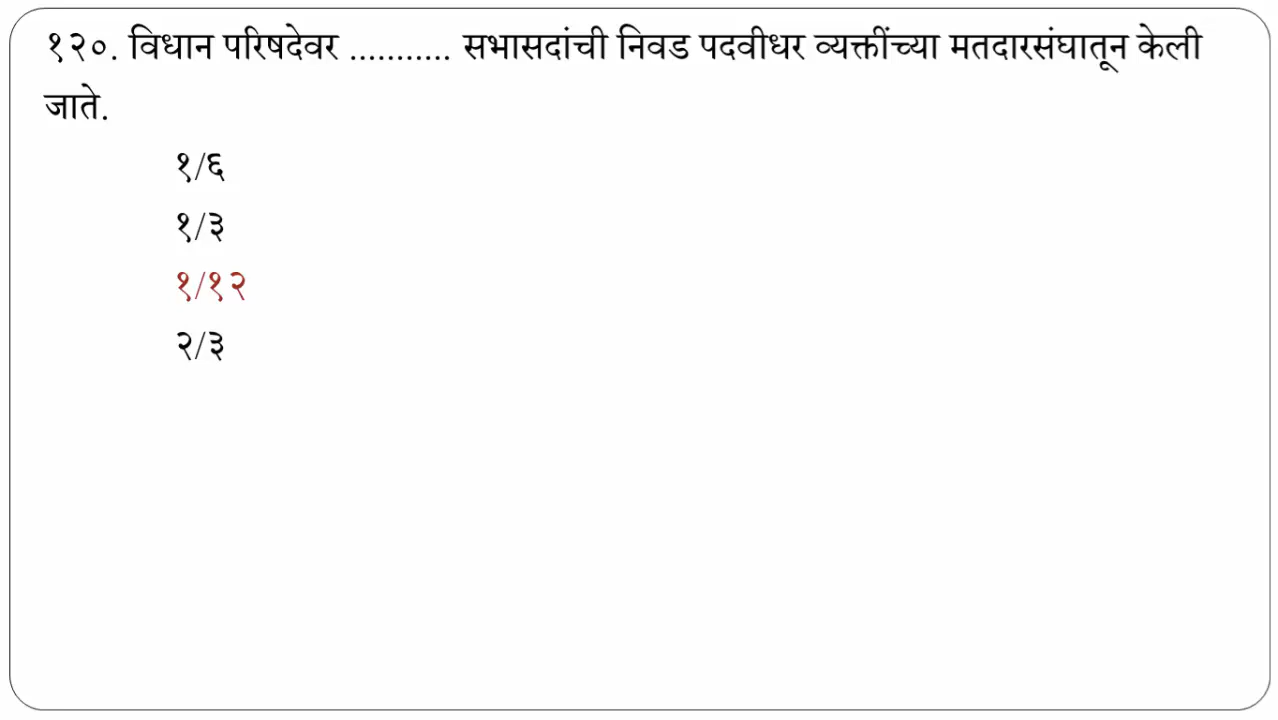 १२०. विधान परिषदेवर ........... सभासदांची निवड पदवीधर व्यक्तींच्या मतदारसंघातून केली
जाते.
१/६
१/३
१/१२
२/३